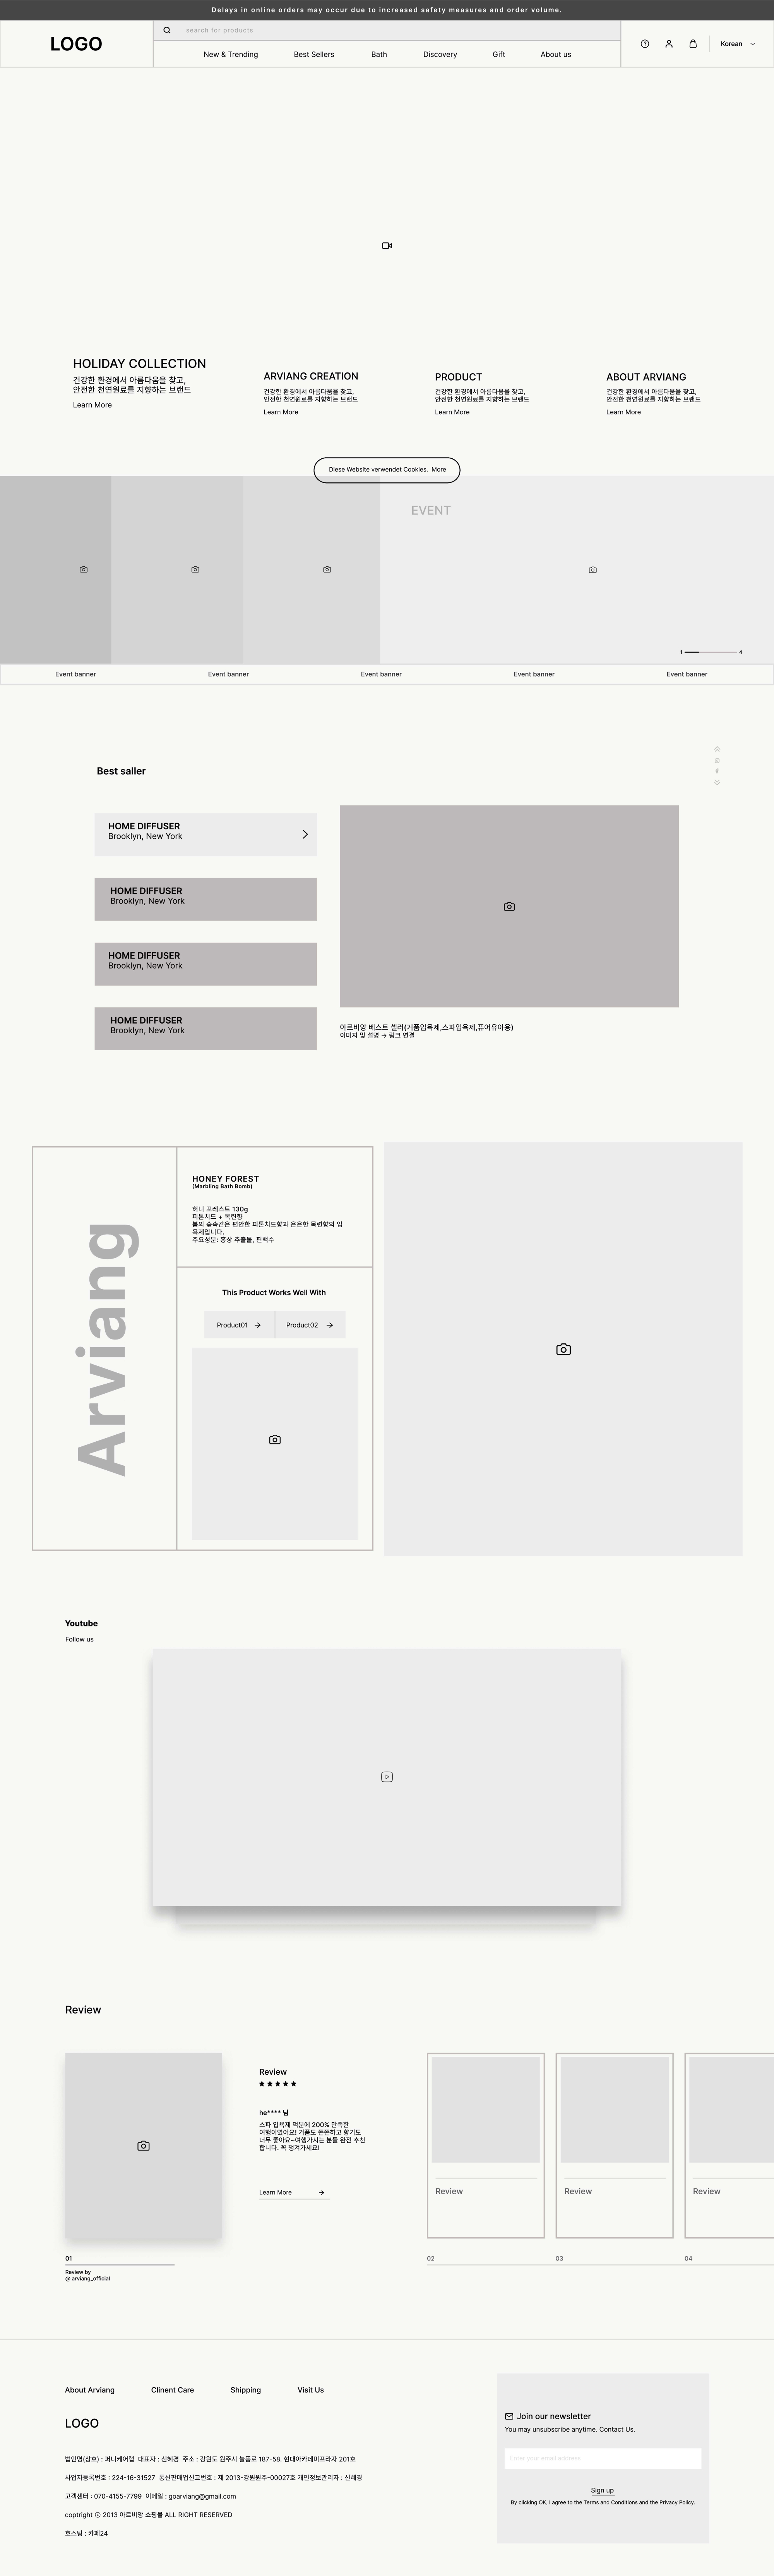 Delays in online orders may occur due to increased safety measures and order volume.
LOGO
search for products
New & Trending
Best Sellers
Bath
Discovery
Gift
About us
Korean
HOLIDAY COLLECTION
건강한 환경에서 아름다움을 찾고,
안전한 천연원료를 지향하는 브랜드
Learn More
ARVIANG CREATION
건강한 환경에서 아름다움을 찾고,
안전한 천연원료를 지향하는 브랜드
Learn More
PRODUCT
건강한 환경에서 아름다움을 찾고,
안전한 천연원료를 지향하는 브랜드
Learn More
ABOUT ARVIANG
건강한 환경에서 아름다움을 찾고,
안전한 천연원료를 지향하는 브랜드
Learn More
Diese Website verwendet Cookies. More
EVENT
1
4
Event banner
Event banner
Event banner
Event banner
Event banner
Best saller
HOME DIFFUSER
Brooklyn, New York
HOME DIFFUSER
Brooklyn, New York
HOME DIFFUSER
Brooklyn, New York
HOME DIFFUSER
Brooklyn, New York
아르비앙 베스트 셀러(거품입욕제,스파입욕제,퓨어유아용)
이미지 및 설명 → 링크 연결
Arviang
HONEY FOREST
(Marbling Bath Bomb)
허니 포레스트 130g
피톤치드 + 목련향
봄의 숲속같은 편안한 피톤치드향과 은은한 목련향의 입
욕제입니다.
주요성분: 홍삼 추출물, 편백수
This Product Works Well With
Product01
Product02
Youtube
Follow us
Review
Review
he**** 님
스파 입욕제 덕분에 200% 만족한
여행이였어요! 거품도 쫀쫀하고 향기도
너무 좋아요~여행가시는 분들 완전 추천
합니다. 꼭 챙겨가세요!
Learn More
01
Review by
@ arviang_official
Review
02
Review
03
Review
04
About Arviang
Clinent Care
Shipping
Visit Us
LOGO
법인명(상호) : 퍼니케어랩 대표자 : 신혜경 주소 : 강원도 원주시 늘품로 187-58. 현대아카데미프라자 201호
사업자등록번호 : 224-16-31527 통신판매업신고번호 : 제 2013-강원원주-00027호 개인정보관리자 : 신혜경
고객센터 : 070-4155-7799 이메일 : goarviang@gmail.com
coptright ⓒ 2013 아르비앙 쇼핑몰 ALL RIGHT RESERVED
호스팅 : 카페24
Join our newsletter
You may unsubscribe anytime. Contact Us.
Enter your email address
Sign up
By clicking OK, I agree to the Terms and Conditions and the Privacy Policy.